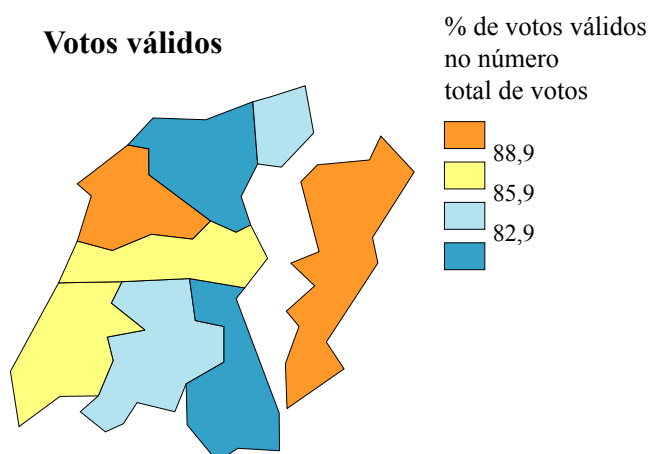 Votos válidos
% de votos válidos
no número
total de votos
88,9
85,9
82,9